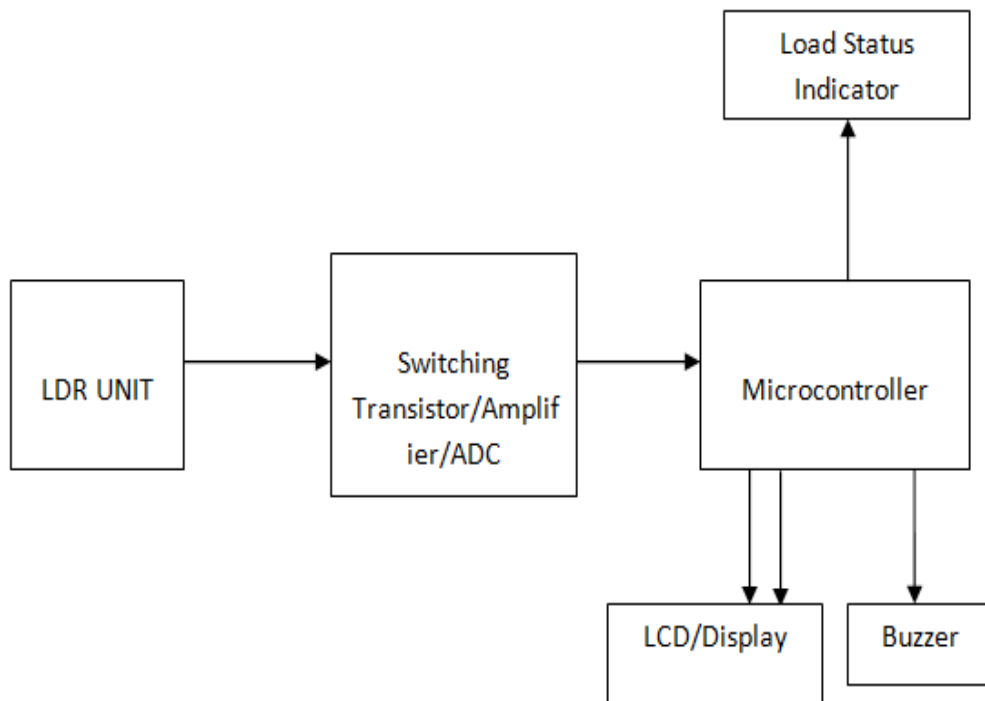 Load Status
Indicator
LDR UNIT
Switching
Transistor/Amplif
ier/ADC
Microcontroller
LCD/Display
Buzzer